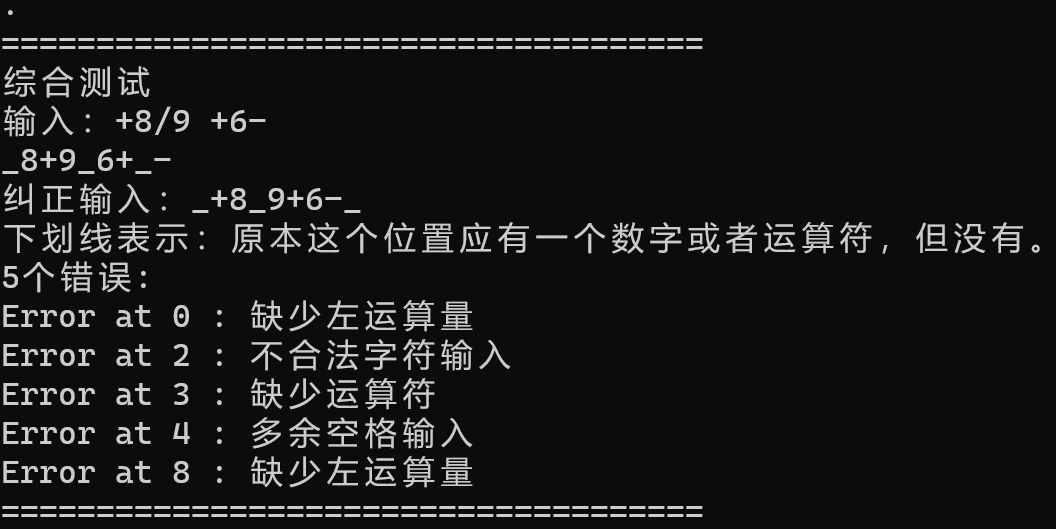 .
=====================================
综合测试
输入：+8/9 +6-
_8+9_6+_-
纠正输入：_+8_9+6-_
下划线表示：原本这个位置应有一个数字或者运算符，但没有。
5个错误：
Error at 0 : 缺少左运算量
Error at 2 : 不合法字符输入
Error at 3 : 缺少运算符
Error at 4 : 多余空格输入
Error at 8 : 缺少左运算量
=====================================